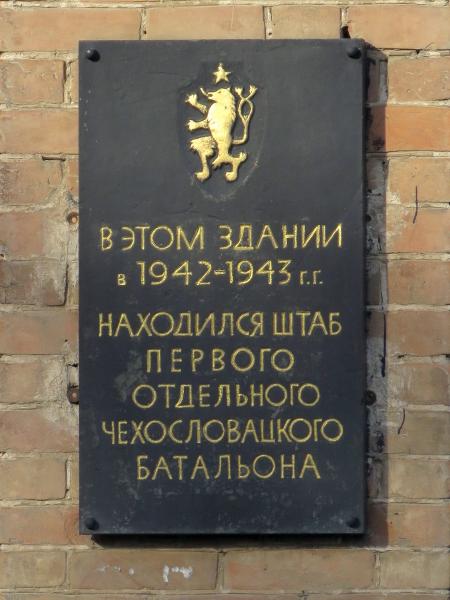 В ЭТОМ ЗДАНИИ
в 1942-1943 г.г.
НАХОДИЛСЯ ШТАБ
ПЕРВОГО
ОТДЕЛЬНОГО
ЧЕХОСЛОВАЦКОГО
БАТАЛЬОНА